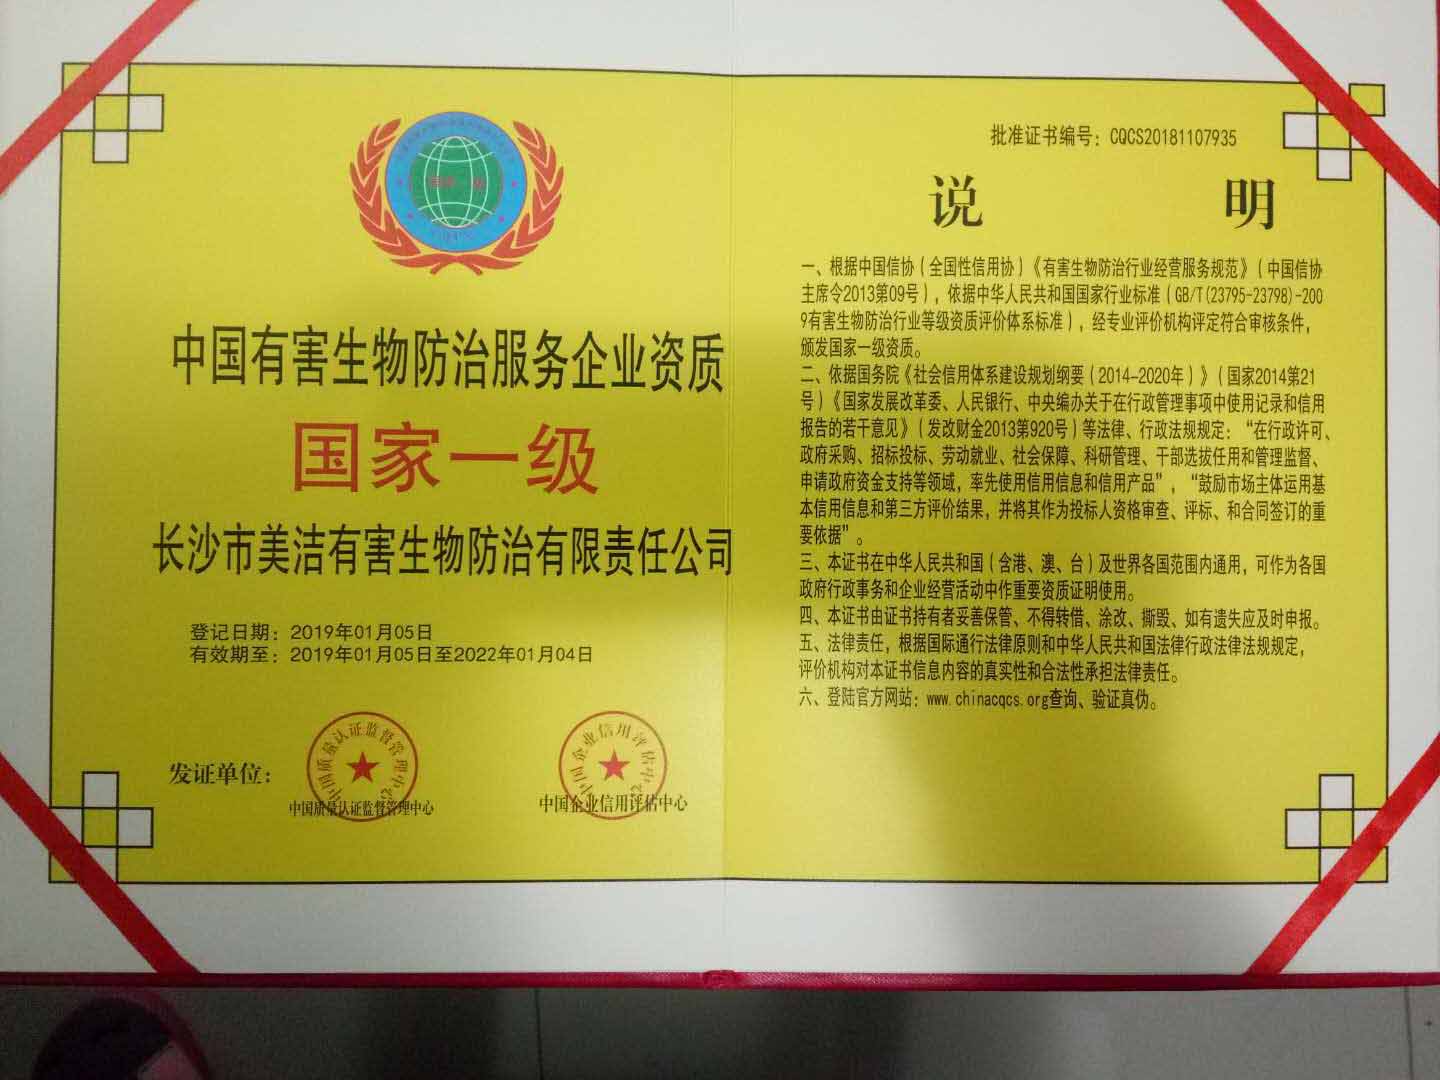 中国有害生物防治服务企业资质
国家一级
长沙市美洁有害生物防治有限责任公司
登记日期：2019年01月05日
有效期至：2019年01月05日至2022年01月04日
发证单位：
中国质量认证监督管理中心
中国质量认证监督管理中心
中国企业信用评估中心
中国企业信用评估中心
批准证书编号：CQCS20181107935
说 明
一、根据中国信协（全国性信用协）《有害生物防治行业经营服务规范》（中国信协
主席令2013第09号），依据中华人民共和国国家行业标准（GB/T(23795-23798)-200
9有害生物防治行业等级资质评价体系标准），经专业评价机构评定符合审核条件，
颁发国家一级资质。
二、依据国务院《社会信用体系建设规划纲要（2014-2020年）》（国家2014第21
号）《国家发展改革委、人民银行、中央编办关于在行政管理事项中使用记录和信用
报告的若干意见》（发改财金2013第920号）等法律、行政法规规定：“在行政许可、
政府采购、招标投标、劳动就业、社会保障、科研管理、干部选拔任用和管理监督、
申请政府资金支持等领域，率先使用信用信息和信用产品”，“鼓励市场主体运用基
本信用信息和第三方评价结果，并将其作为投标人资格审查、评标、和合同签订的重
要依据”。
三、本证书在中华人民共和国（含港、澳、台）及世界各国范围内通用，可作为各国
政府行政事务和企业经营活动中作重要资质证明使用。
四、本证书由证书持有者妥善保管、不得转借、涂改、撕毁、如有遗失应及时申报。
五、法律责任，根据国际通行法律原则和中华人民共和国法律行政法律法规规定，
评价机构对本证书信息内容的真实性和合法性承担法律责任。
六、登陆官方网站：www.chinacqcs.org查询、验证真伪。